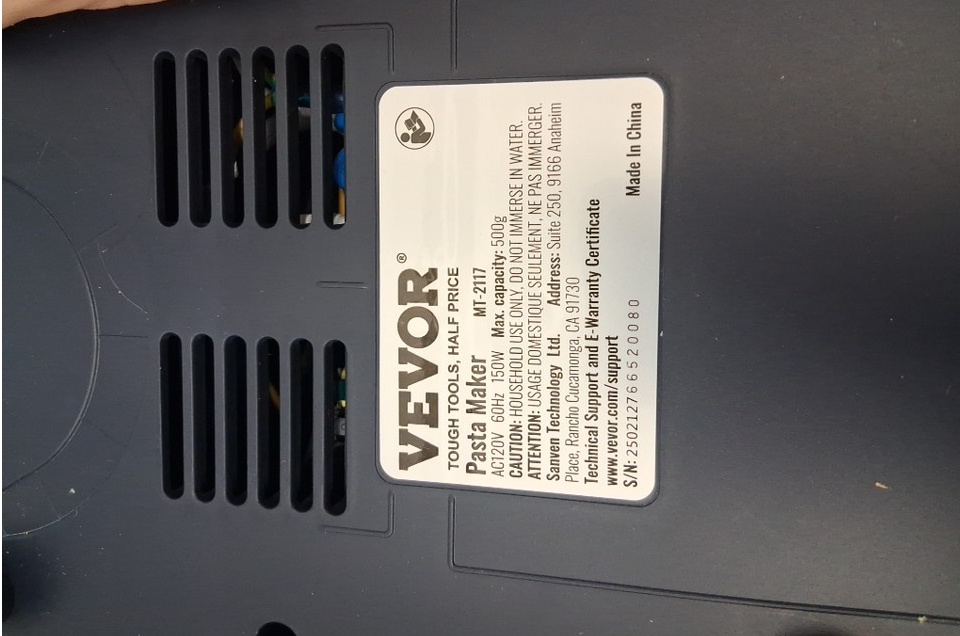 VEVOR®
TOUGH TOOLS, HALF PRICE
Pasta Maker MT-2117
AC120V 60Hz 150W Max. capacity: 500g
CAUTION: HOUSEHOLD USE ONLY, DO NOT IMMERSE IN WATER.
ATTENTION: USAGE DOMESTIQUE SEULEMENT, NE PAS IMMERGER.
Sanven Technology Ltd. Address: Suite 250, 9166 Anaheim
Place, Rancho Cucamonga, CA 91730
Technical Support and E-Warranty Certificate
www.vevor.com/support
S/N: 250212766520080 Made In China